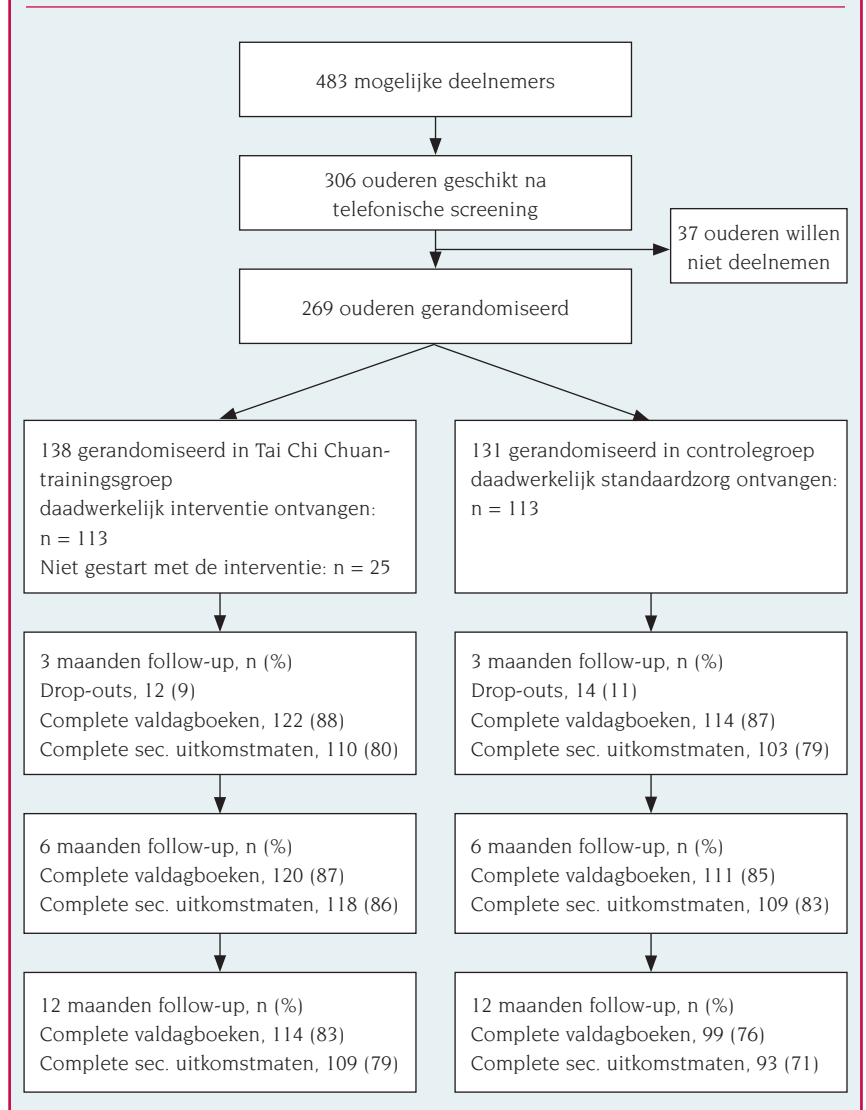 483 mogelijke deelnemers
306 ouderen geschikt na
telefonische screening
37 ouderen willen
niet deelnemen
269 ouderen gerandomiseerd
138 gerandomiseerd in Tai Chi Chuan-
trainingsgroep
daadwerkelijk interventie ontvangen:
n = 113
Niet gestart met de interventie: n = 25
131 gerandomiseerd in controlegroep
daadwerkelijk standaardzorg ontvangen:
n = 113
3 maanden follow-up, n (%)
Drop-outs, 12 (9)
Complete valdagboeken, 122 (88)
Complete sec. uitkomstmaten, 110 (80)
3 maanden follow-up, n (%)
Drop-outs, 14 (11)
Complete valdagboeken, 114 (87)
Complete sec. uitkomstmaten, 103 (79)
6 maanden follow-up, n (%)
Complete valdagboeken, 120 (87)
Complete sec. uitkomstmaten, 118 (86)
6 maanden follow-up, n (%)
Complete valdagboeken, 111 (85)
Complete sec. uitkomstmaten, 109 (83)
12 maanden follow-up, n (%)
Complete valdagboeken, 114 (83)
Complete sec. uitkomstmaten, 109 (79)
12 maanden follow-up, n (%)
Complete valdagboeken, 99 (76)
Complete sec. uitkomstmaten, 93 (71)